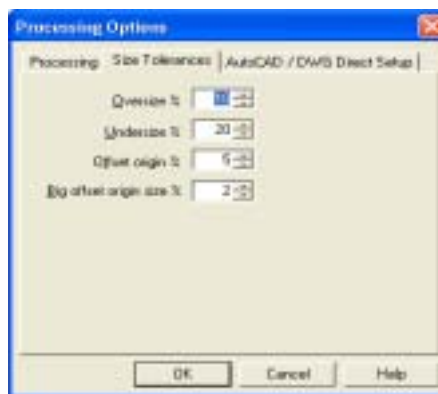 Processing Options
Processing Size Tolerances AutoCAD / DWG Direct Setup
Oversize %
Undersize % 20
Offset origin % 5
Big offset origin size % 2
OK Cancel Help